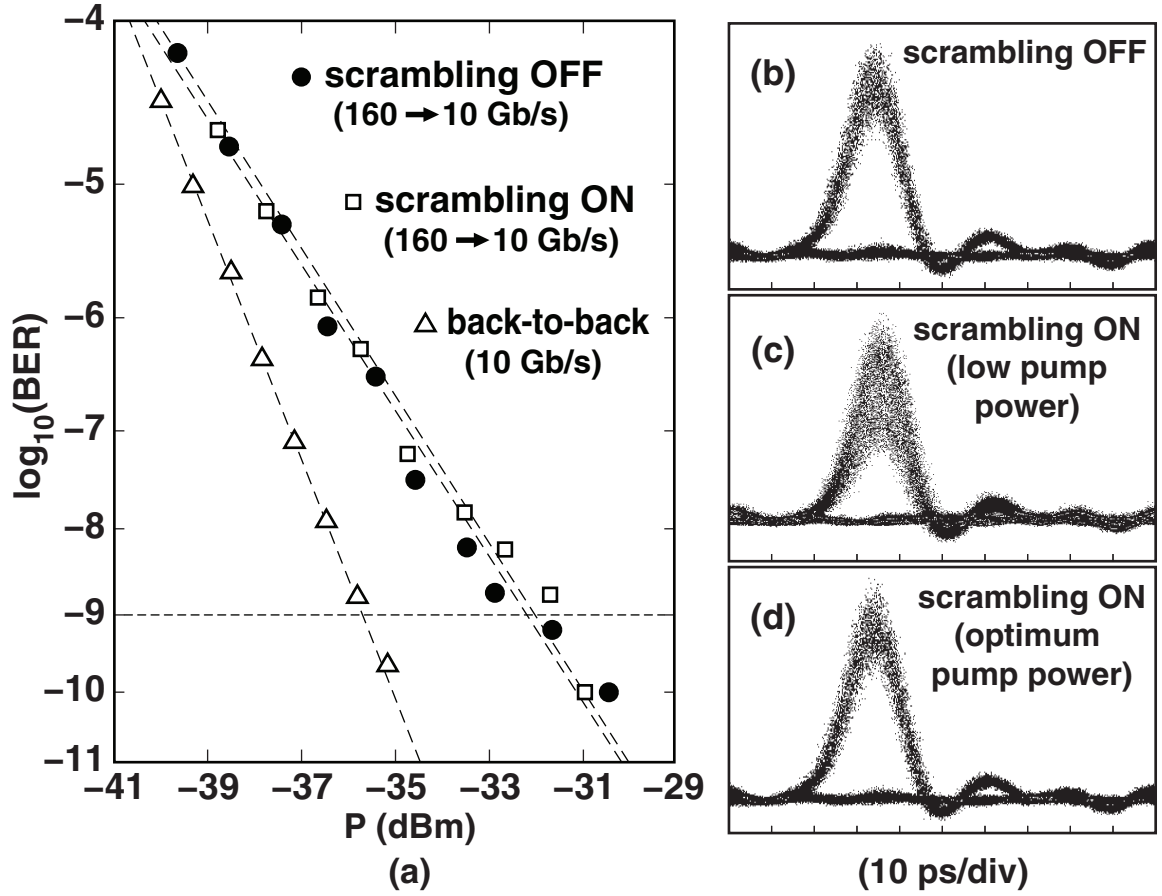 −4
−5
−6
−7
−8
−9
−10
−11
log10(BER)
scrambling OFF
(160 → 10 Gb/s)
scrambling ON
(160 → 10 Gb/s)
back-to-back
(10 Gb/s)
−41 −39 −37 −35 −33 −31 −29
P (dBm)
(a)
(b) scrambling OFF
(c) scrambling ON
(low pump
power)
(d) scrambling ON
(optimum
pump power)
(10 ps/div)